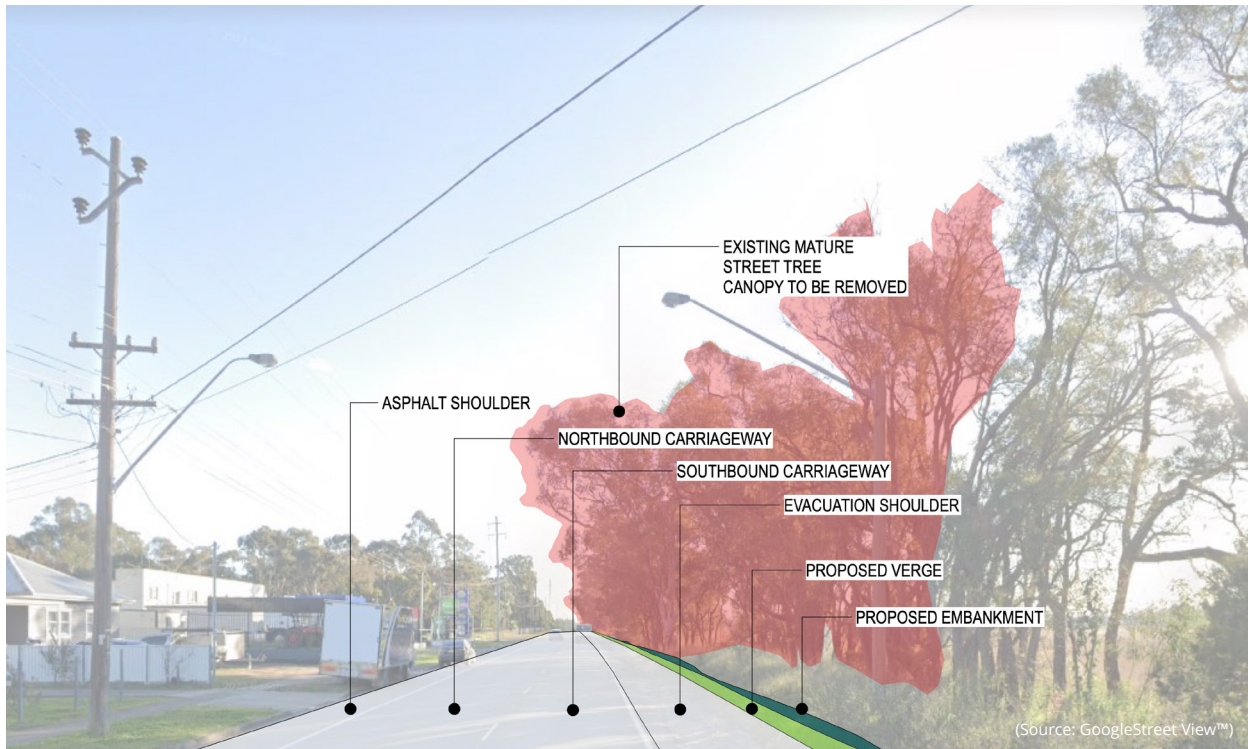 EXISTING MATURE
STREET TREE
CANOPY TO BE REMOVED
ASPHALT SHOULDER
NORTHBOUND CARRIAGEWAY
SOUTHBOUND CARRIAGEWAY
EVACUATION SHOULDER
PROPOSED VERGE
PROPOSED EMBANKMENT
(Source: GoogleStreet View™)